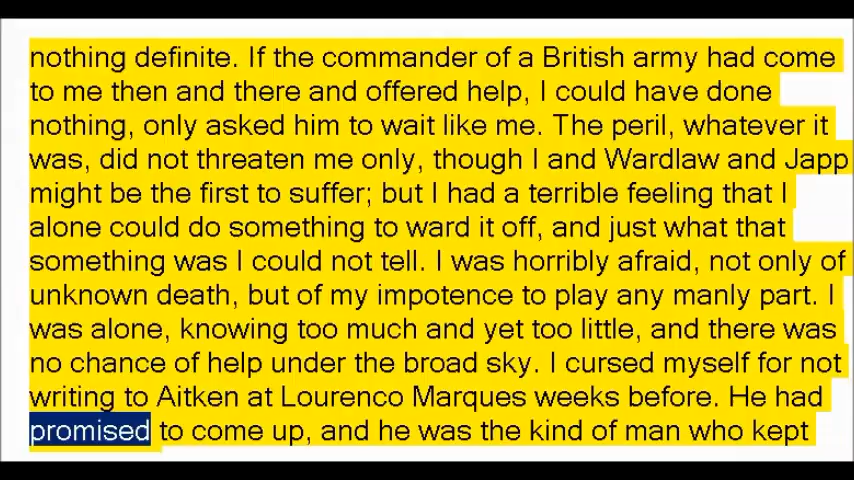 nothing definite. If the commander of a British army had come
to me then and there and offered help, I could have done
nothing, only asked him to wait like me. The peril, whatever it
was, did not threaten me only, though I and Wardlaw and Japp
might be the first to suffer; but I had a terrible feeling that I
alone could do something to ward it off, and just what that
something was I could not tell. I was horribly afraid, not only of
unknown death, but of my impotence to play any manly part. I
was alone, knowing too much and yet too little, and there was
no chance of help under the broad sky. I cursed myself for not
writing to Aitken at Lourenco Marques weeks before. He had
promised to come up, and he was the kind of man who kept